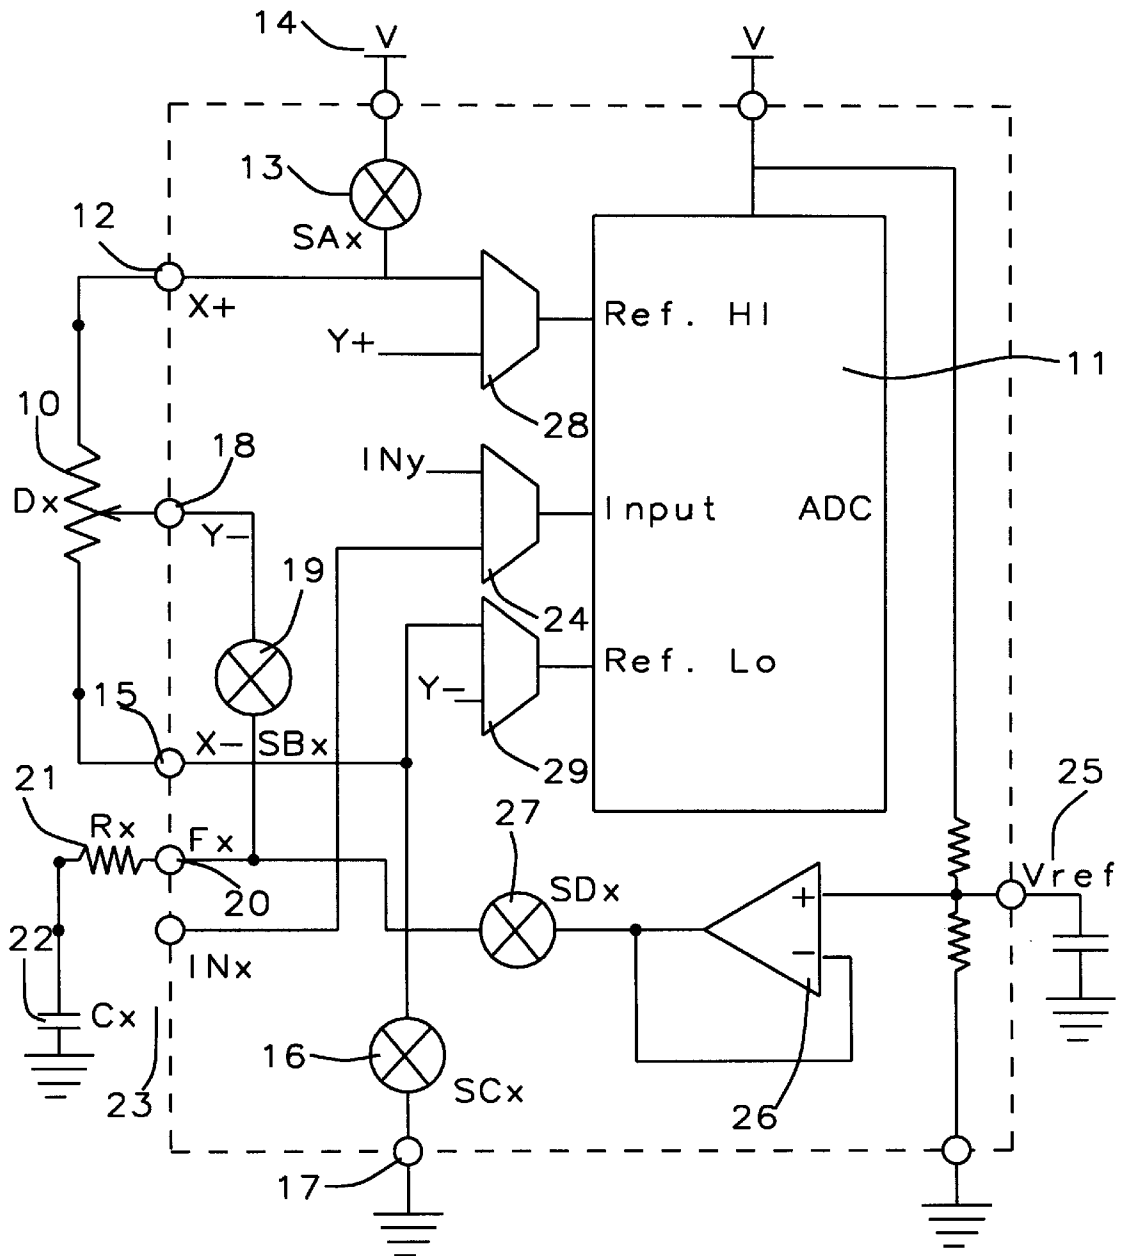 14 V V
13
SAx
12
X+
Ref. HI
Y+
11
10
28
18
INy
Dx
Input ADC
Y-
19
24
Ref. Lo
Y-
15
X- SBx
29
25
21
27
Rx
Fx
Vref
SDx
+
20
22
-
INx
Cx
16
SCx
23
26
17